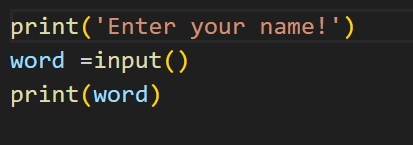 print('Enter your name!')
word =input()
print(word)